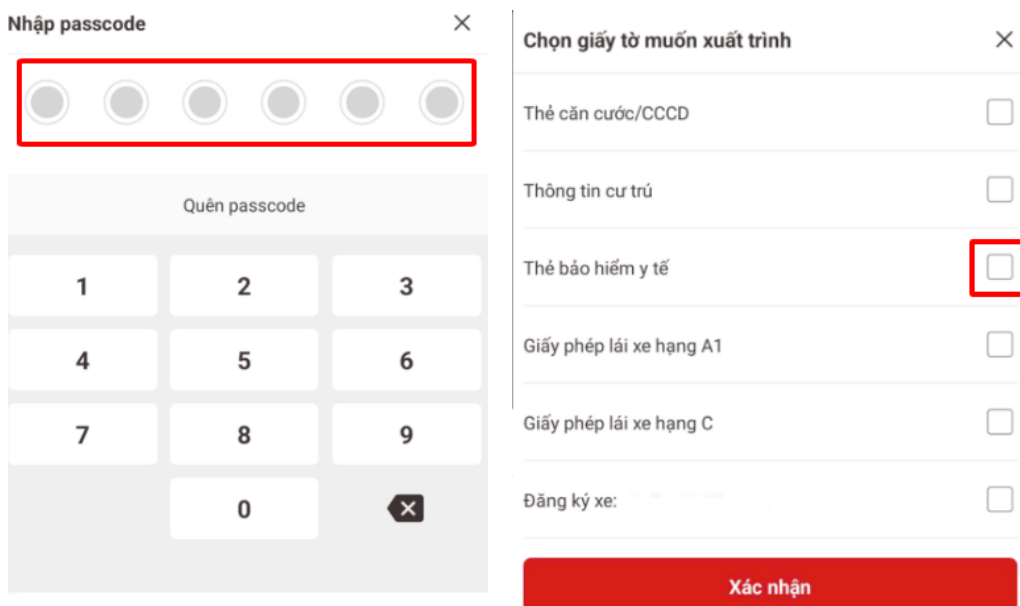 Nhập passcode
Quên passcode
1 2 3
4 5 6
7 8 9
0
Chọn giấy tờ muốn xuất trình
Thẻ căn cước/CCCD
Thông tin cư trú
Thẻ bảo hiểm y tế
Giấy phép lái xe hạng A1
Giấy phép lái xe hạng C
Đăng ký xe:
Xác nhận